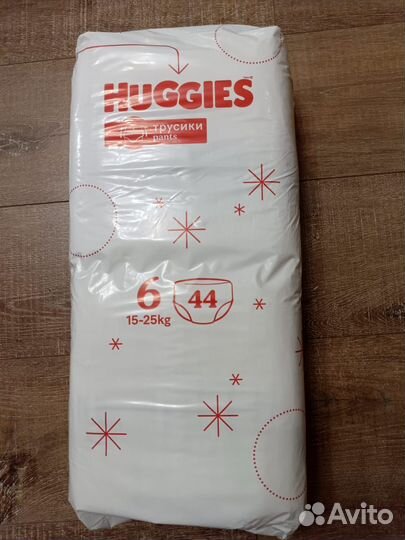 HUGGIES
трусики
pants
6
44
15-25kg
Avito